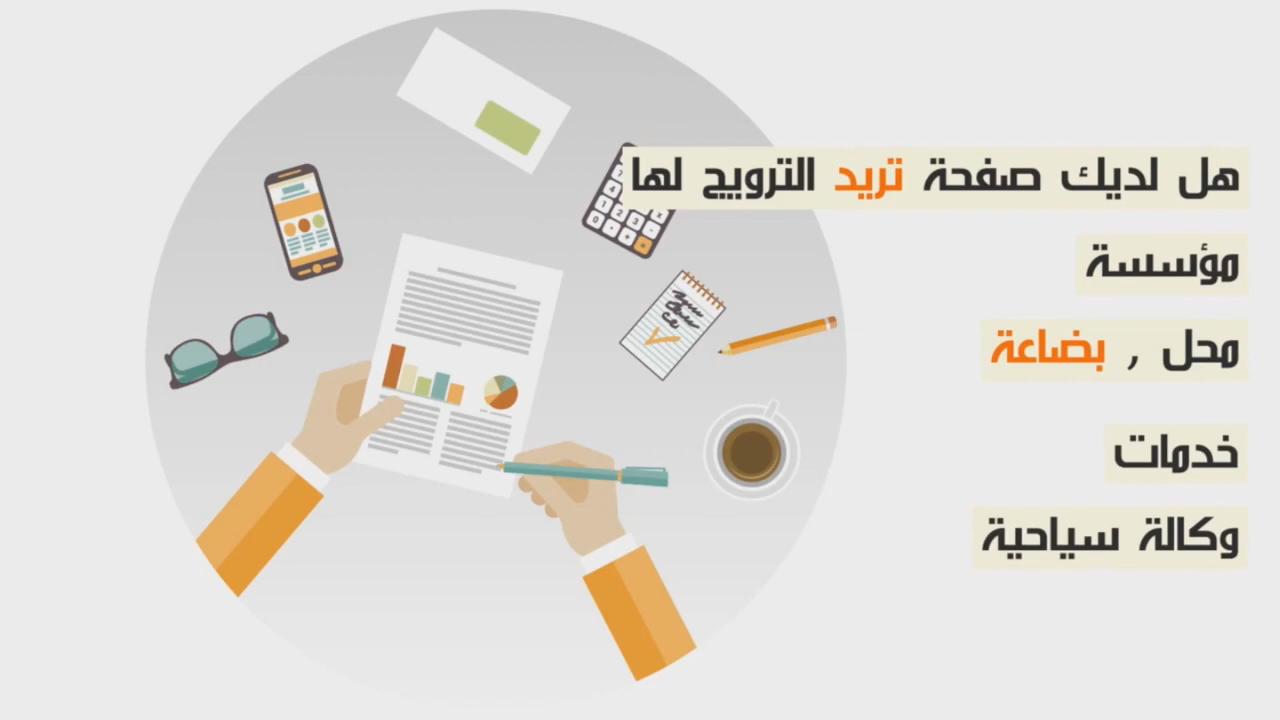 هل لديك صفحة تريد الترويج لها
مؤسسة
محل , بضاعة
خدمات
وكالة سياحية